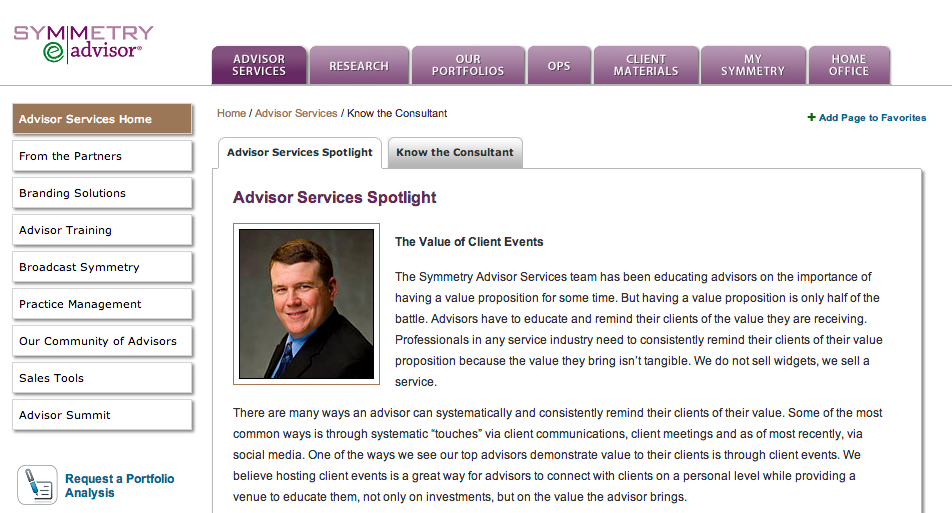 SYMMETRY
e advisor®
ADVISOR
SERVICES
RESEARCH
OUR
PORTFOLIOS
OPS
CLIENT
MATERIALS
MY
SYMMETRY
HOME
OFFICE
Advisor Services Home
From the Partners
Branding Solutions
Advisor Training
Broadcast Symmetry
Practice Management
Our Community of Advisors
Sales Tools
Advisor Summit
Request a Portfolio
Analysis
Home / Advisor Services / Know the Consultant
+ Add Page to Favorites
Advisor Services Spotlight
Know the Consultant
Advisor Services Spotlight
The Value of Client Events
The Symmetry Advisor Services team has been educating advisors on the importance of
having a value proposition for some time. But having a value proposition is only half of the
battle. Advisors have to educate and remind their clients of the value they are receiving.
Professionals in any service industry need to consistently remind their clients of their value
proposition because the value they bring isn’t tangible. We do not sell widgets, we sell a
service.
There are many ways an advisor can systematically and consistently remind their clients of their value. Some of the most
common ways is through systematic “touches” via client communications, client meetings and as of most recently, via
social media. One of the ways we see our top advisors demonstrate value to their clients is through client events. We
believe hosting client events is a great way for advisors to connect with clients on a personal level while providing a
venue to educate them, not only on investments, but on the value the advisor brings.